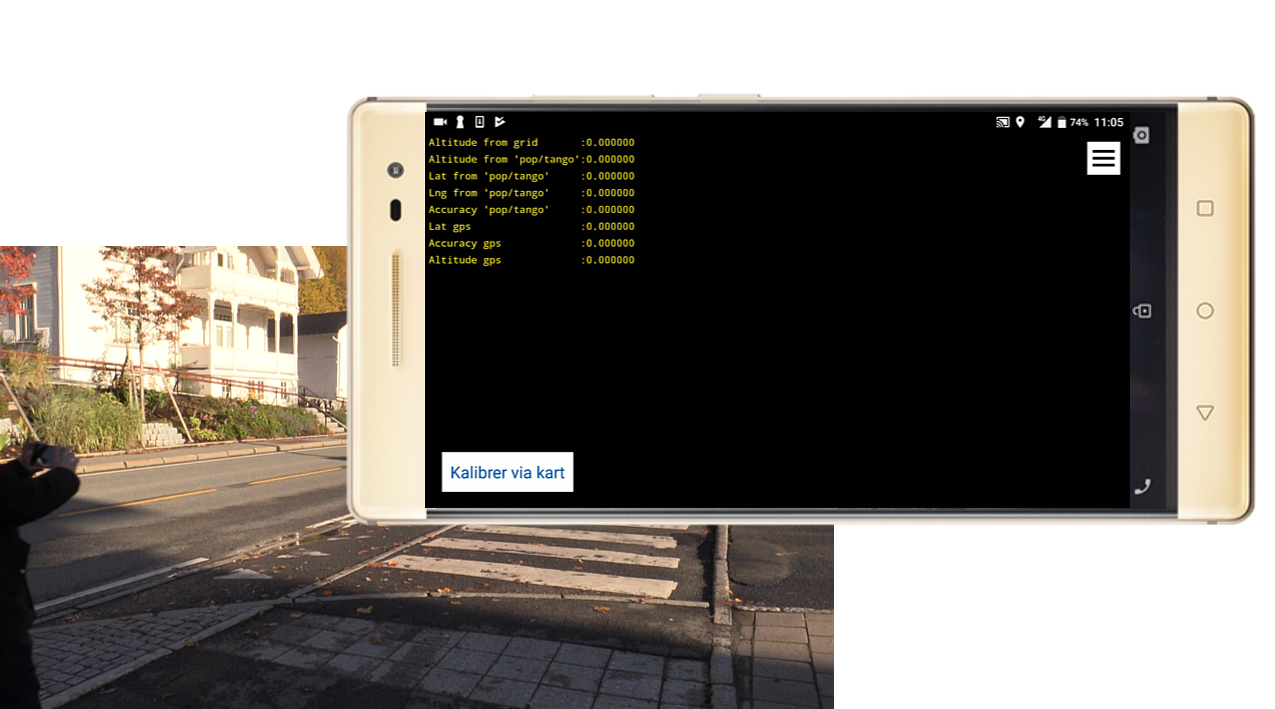 74% 11:05
Altitude from grid :0.000000
Altitude from 'pop/tango':0.000000
Lat from 'pop/tango' :0.000000
Lng from 'pop/tango' :0.000000
Accuracy 'pop/tango' :0.000000
Lat gps :0.000000
Accuracy gps :0.000000
Altitude gps :0.000000
Kalibrer via kart